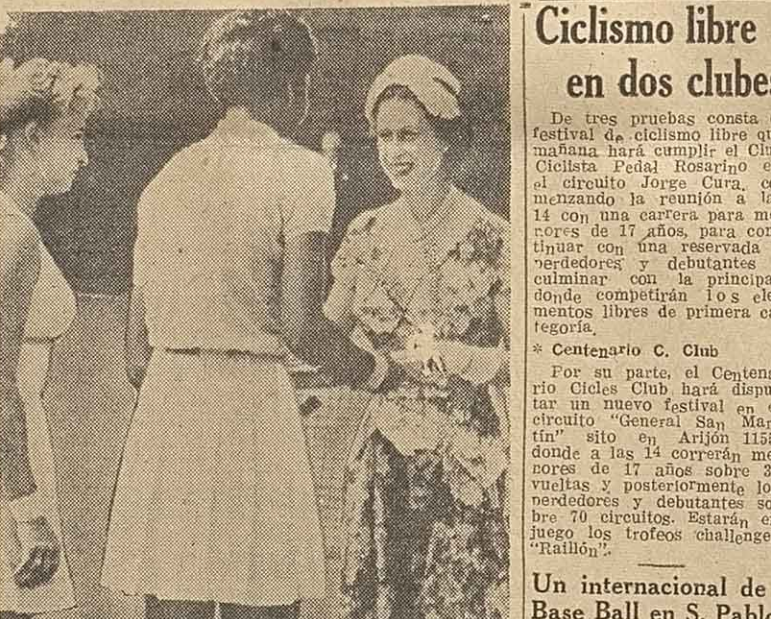 Ciclismo libre
en dos clubes
De tres pruebas consta
festival de ciclismo libre qu
mañana hará cumplir el Clu
Ciclista Pedal Rosarino e
el circuito Jorge Cura, co
menzando la reunión a la
14 con una carrera para me
nores de 17 años, para con
tinuar con una reservada
perdedores y debutantes
culminar con la principa
donde competirán los ele
mentos libres de primera ca
tegoría.
* Centenario C. Club
Por su parte, el Centena
rio Cicles Club hará dispu
tar un nuevo festival en
circuito "General San Mar
tín" sito en Arijón 115
donde a las 14 correrán me
nores de 17 años sobre 3
vueltas y posteriormente lo
perdedores y debutantes so
bre 70 circuitos. Estarán e
juego los trofeos challenge
"Raillón".
Un internacional de
Base Ball en S. Pablo